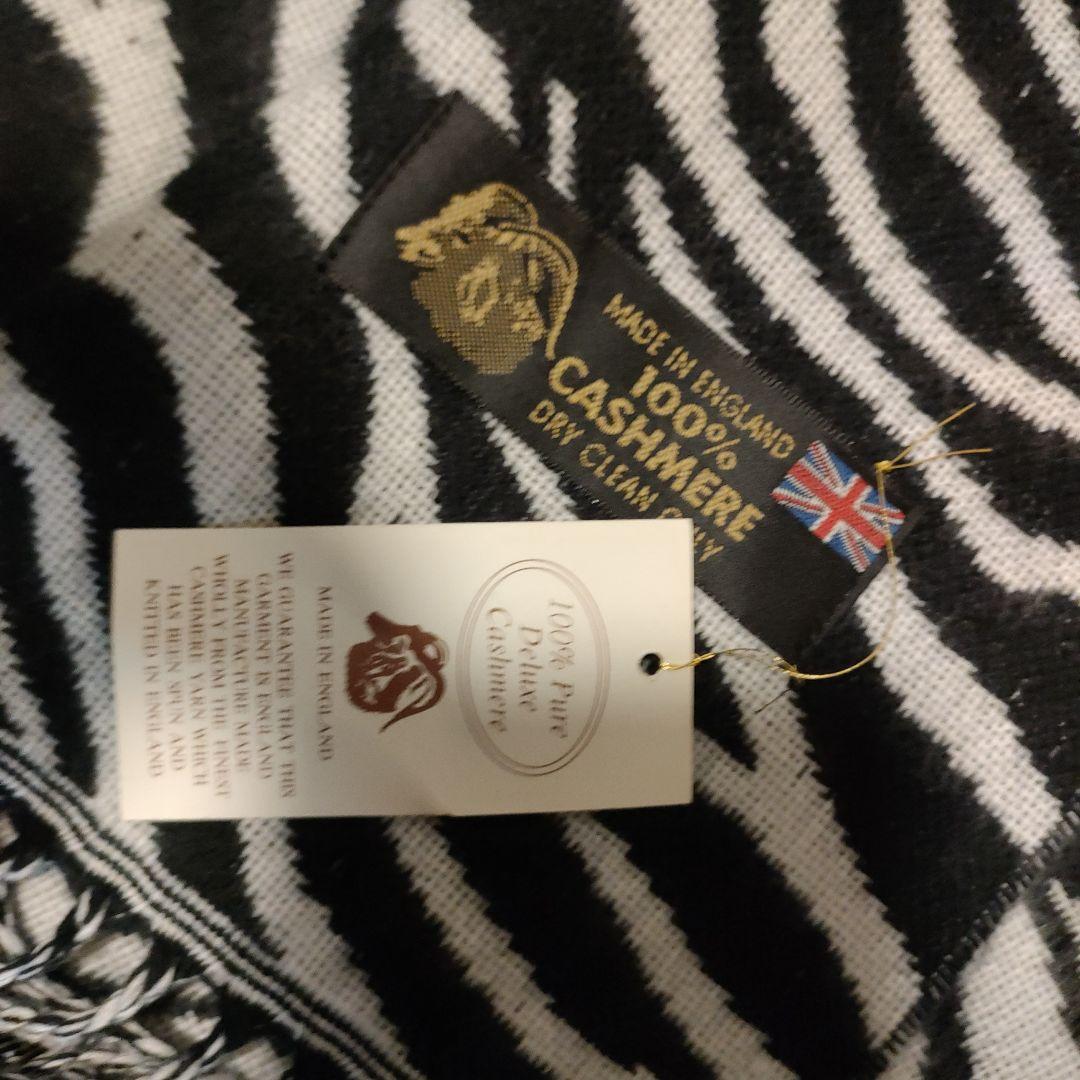 MADE IN ENGLAND
100%
CASHMERE
DRY CLEAN ONLY
100% Pure
Deluxe
Cashmere
MADE IN ENGLAND
WE GUARANTEE THAT THIS
GARMENT IS ENGLAND
MANUFACTURE MADE
WHOLLY FROM THE FINEST
CASHMERE YARN WHICH
HAS BEEN SPUN AND
KNITTED IN ENGLAND